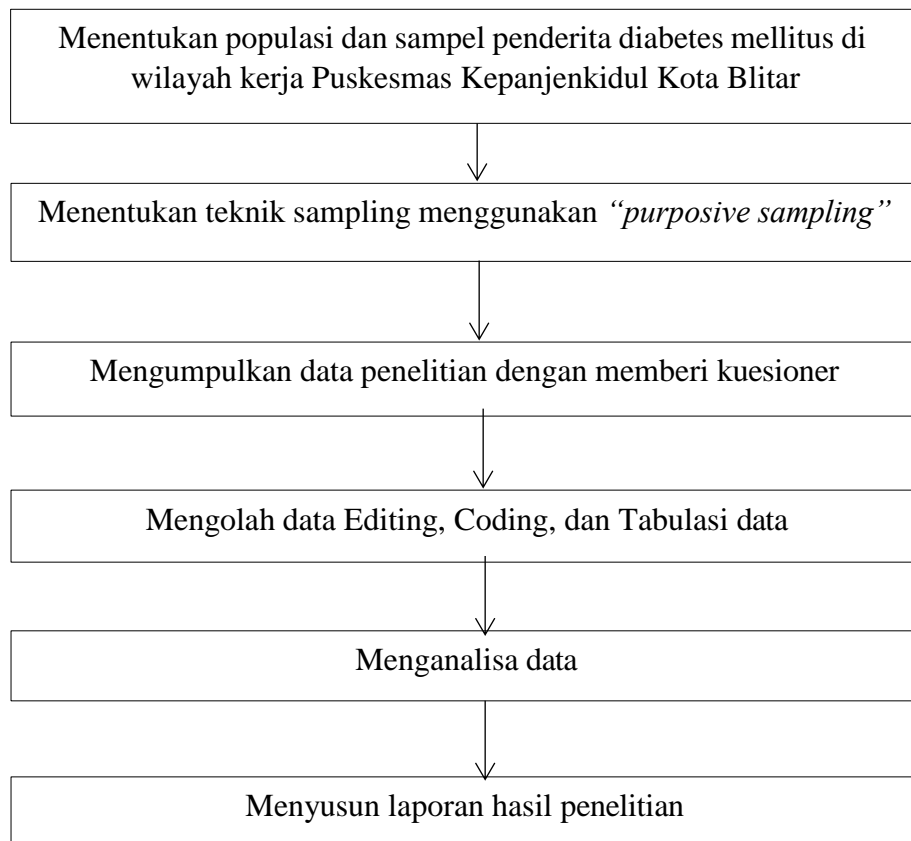 Menentukan populasi dan sampel penderita diabetes mellitus di
wilayah kerja Puskesmas Kepanjenkidul Kota Blitar
Menentukan teknik sampling menggunakan “purposive sampling”
Mengumpulkan data penelitian dengan memberi kuesioner
Mengolah data Editing, Coding, dan Tabulasi data
Menganalisa data
Menyusun laporan hasil penelitian